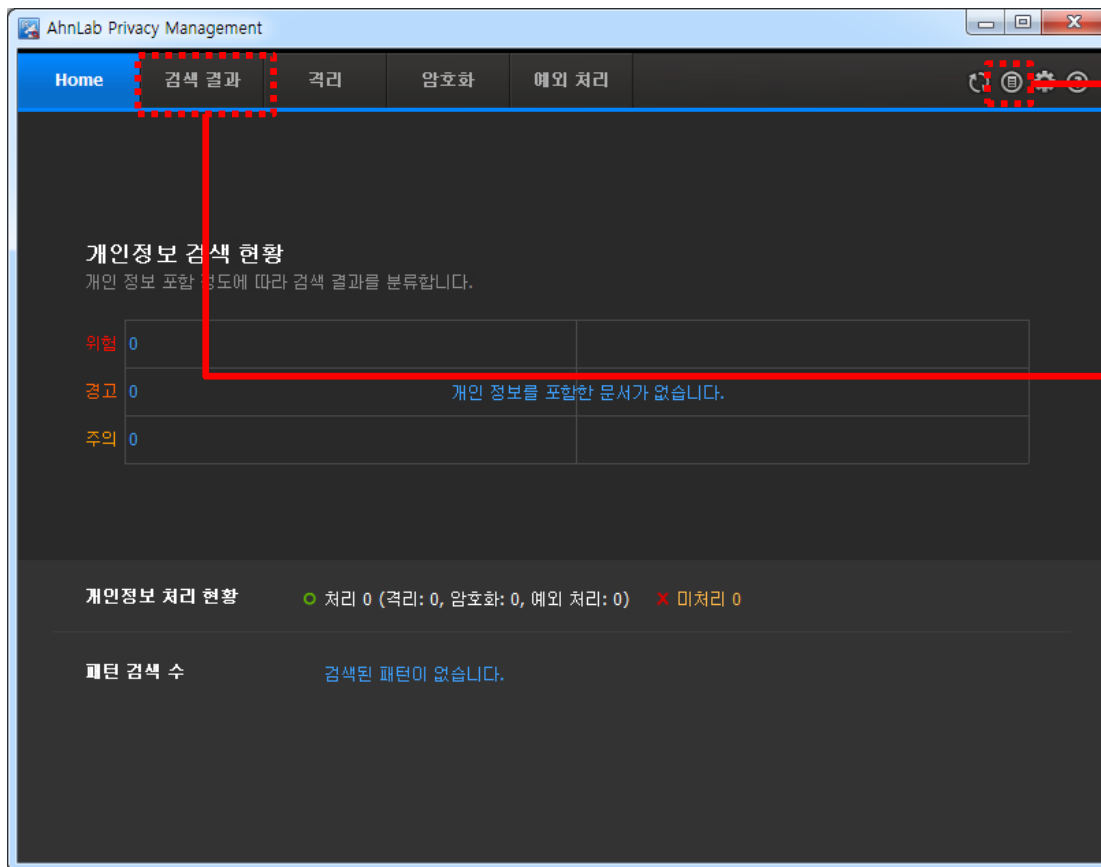 AhnLab Privacy Management
Home 검색 결과 격리 암호화 예외 처리
개인정보 검색 현황
개인 정보 포함 정도에 따라 검색 결과를 분류합니다.
위험 0
경고 0 개인 정보를 포함한 문서가 없습니다.
주의 0
개인정보 처리 현황 처리 0 (격리: 0, 암호화: 0, 예외 처리: 0) 미처리 0
패턴 검색 수 검색된 패턴이 없습니다.